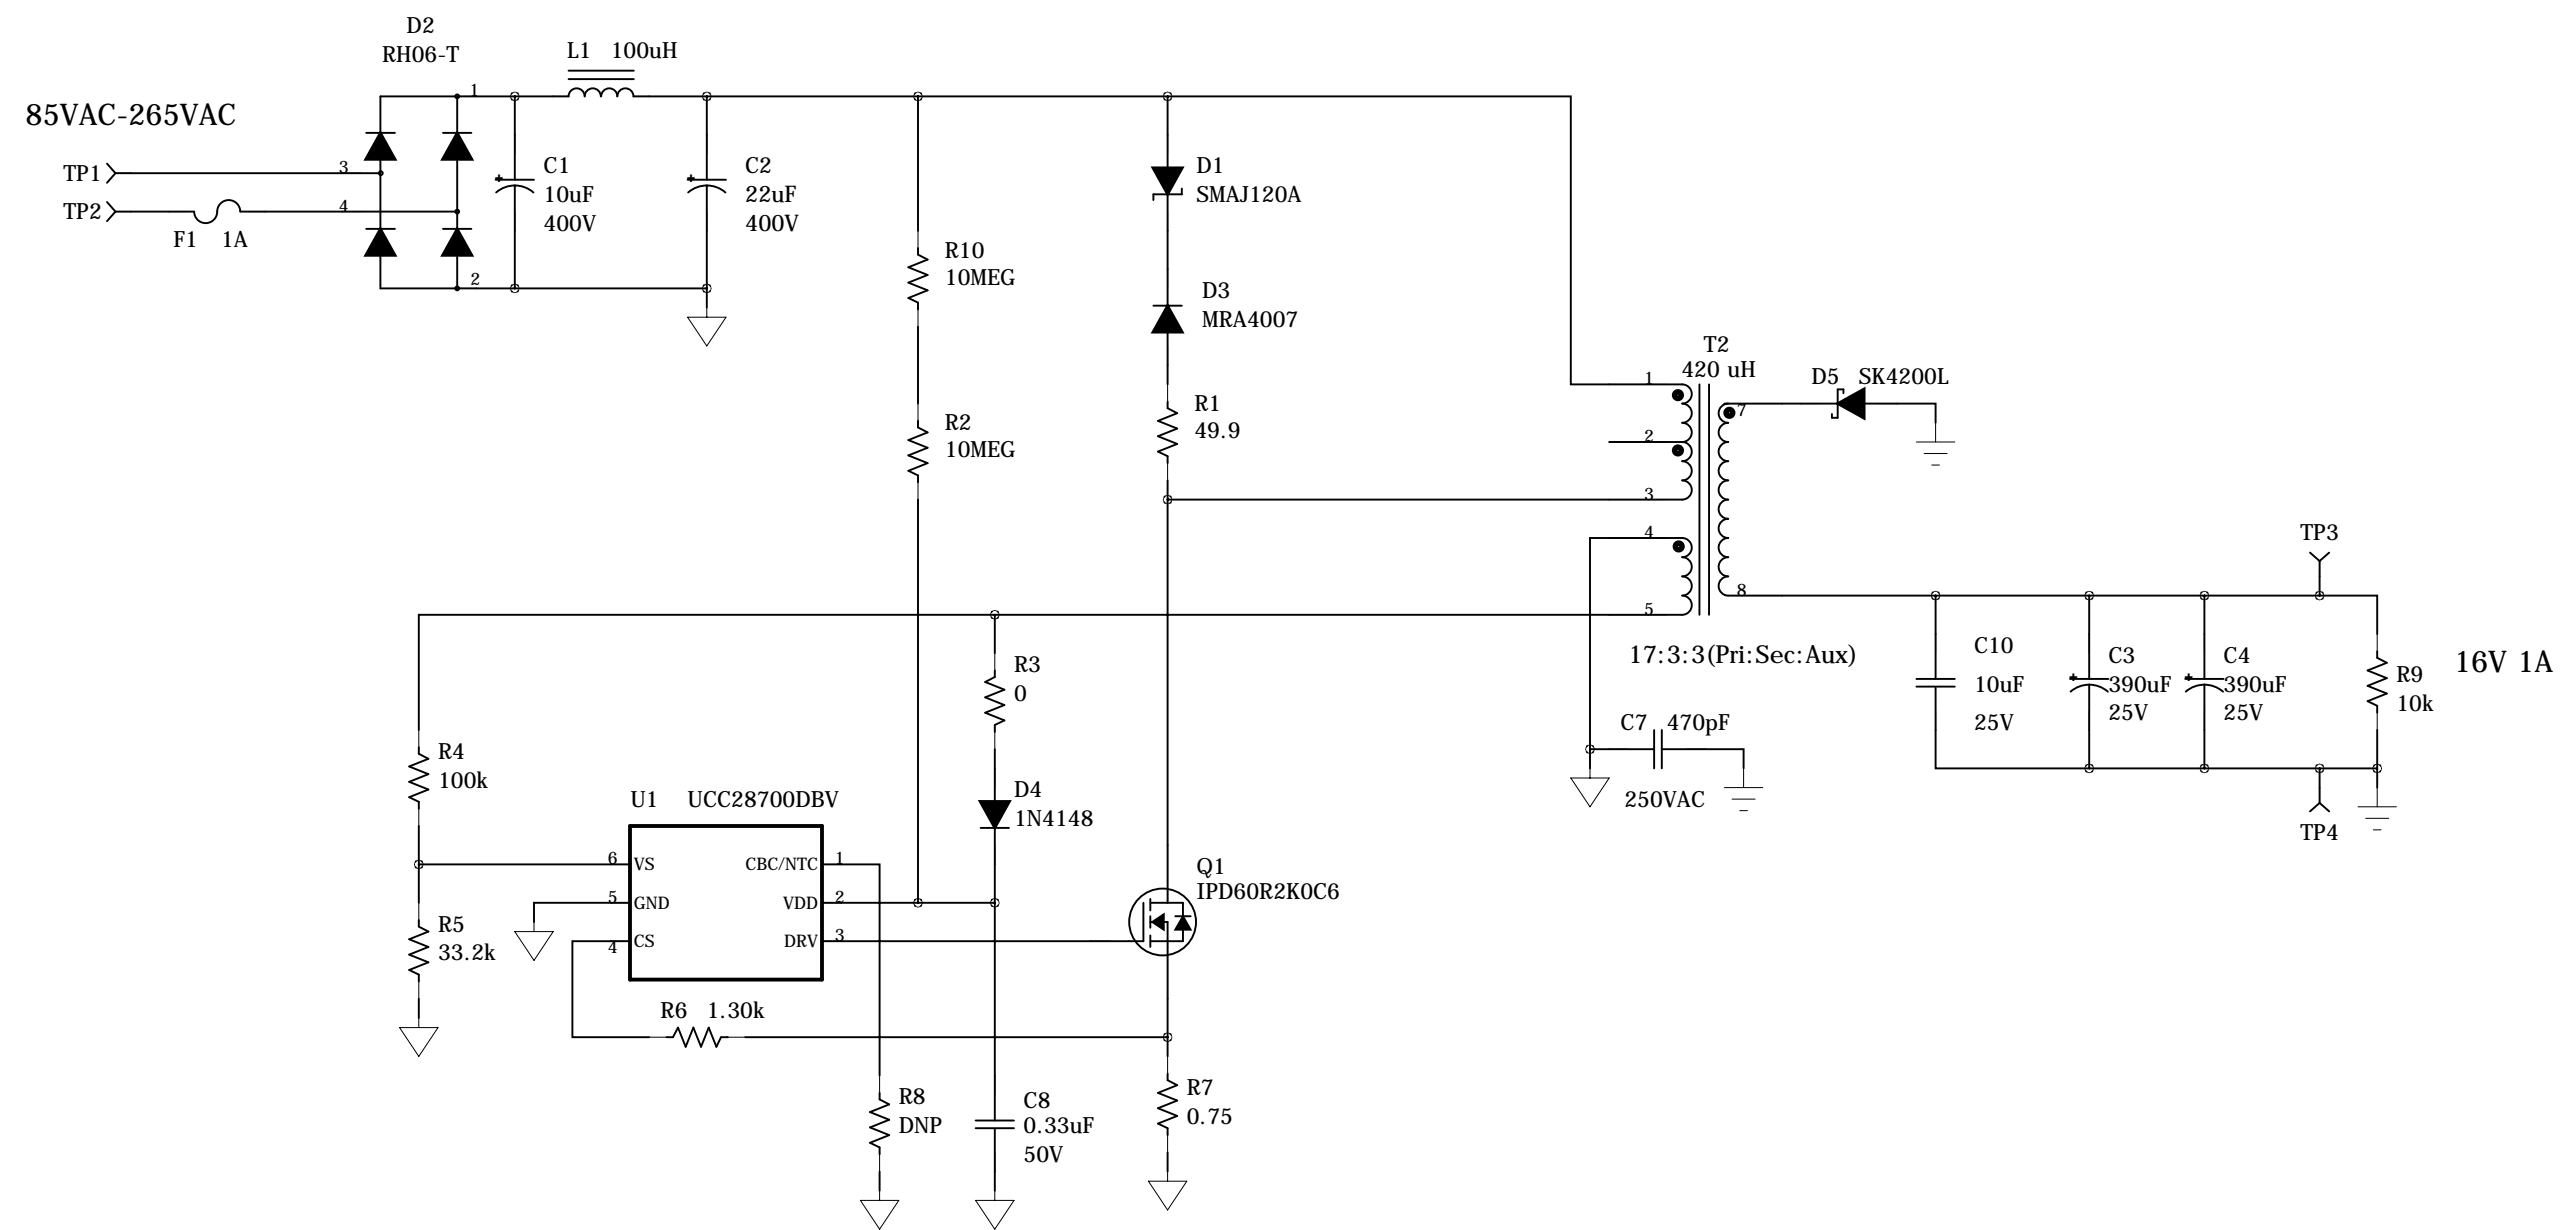 D2
RH06-T
L1 100uH
85VAC-265VAC
1
TP1
3
TP2
4
F1 1A
2
C1
10uF
400V
C2
22uF
400V
D1
SMAJ120A
R10
10MEG
D3
MRA4007
R2
10MEG
R1
49.9
T2
420 uH
1
2
3
4
5
7
8
D5 SK4200L
17:3:3(Pri:Sec:Aux)
TP3
C10
10uF
25V
C3
390uF
25V
C4
390uF
25V
R9
10k
16V 1A
TP4
C7 470pF
250VAC
R3
0
R4
100k
D4
1N4148
U1 UCC28700DBV
6 VS
CBC/NTC 1
5 GND
VDD 2
4 CS
DRV 3
Q1
IPD60R2K0C6
R5
33.2k
R6 1.30k
R8
DNP
C8
0.33uF
50V
R7
0.75